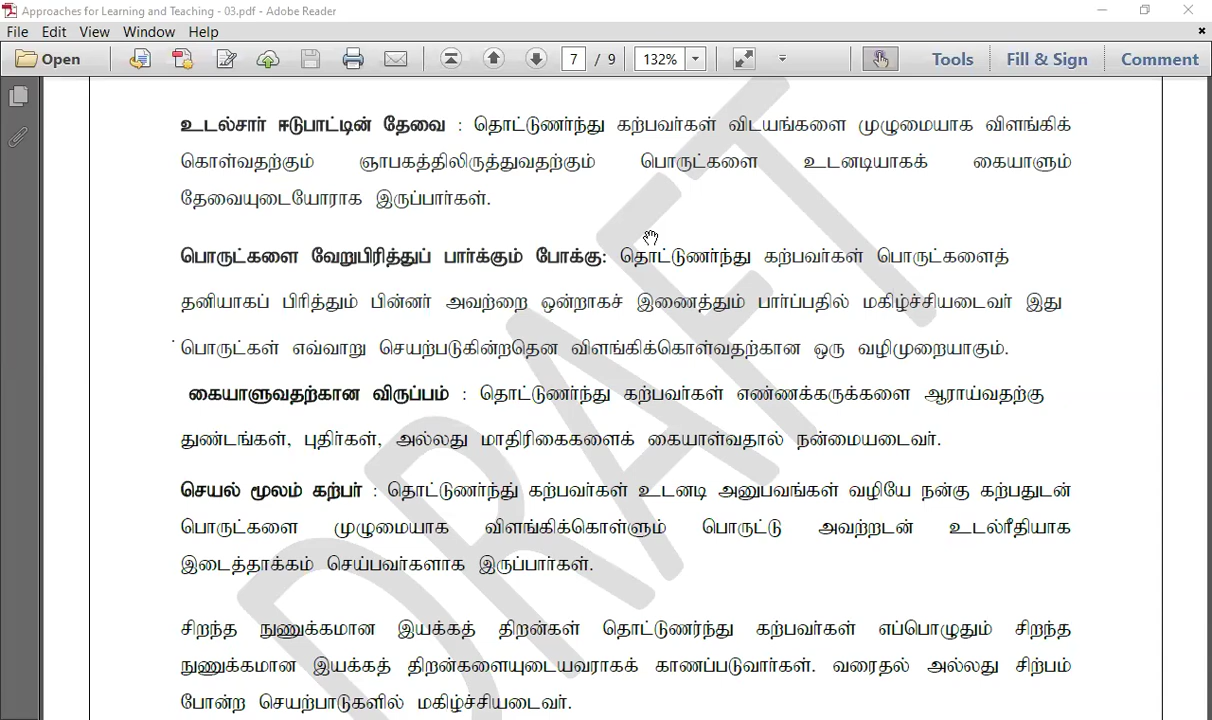 Approaches for Learning and Teaching - 03.pdf - Adobe Reader
File Edit View Window Help
Open 7 / 9 132% Tools Fill & Sign Comment
உடல்சார் ஈடுபாட்டின் தேவை : தொட்டுணர்ந்து கற்பவர்கள் விடயங்களை முழுமையாக விளங்கிக்
கொள்வதற்கும் ஞாபகத்திலிருத்துவதற்கும் பொருட்களை உடனடியாகக் கையாளும்
தேவையுடையோராக இருப்பார்கள்.
பொருட்களை வேறுபிரித்துப் பார்க்கும் போக்கு: தொட்டுணர்ந்து கற்பவர்கள் பொருட்களைத்
தனியாகப் பிரித்தும் பின்னர் அவற்றை ஒன்றாகச் இணைத்தும் பார்ப்பதில் மகிழ்ச்சியடைவர் இது
பொருட்கள் எவ்வாறு செயற்படுகின்றதென விளங்கிக்கொள்வதற்கான ஒரு வழிமுறையாகும்.
கையாளுவதற்கான விருப்பம் : தொட்டுணர்ந்து கற்பவர்கள் எண்ணக்கருக்களை ஆராய்வதற்கு
துண்டங்கள், புதிர்கள், அல்லது மாதிரிகைகளைக் கையாள்வதால் நன்மையடைவர்.
செயல் மூலம் கற்பர் : தொட்டுணர்ந்து கற்பவர்கள் உடனடி அனுபவங்கள் வழியே நன்கு கற்பதுடன்
பொருட்களை முழுமையாக விளங்கிக்கொள்ளும் பொருட்டு அவற்றடன் உடல்ரீதியாக
இடைத்தாக்கம் செய்பவர்களாக இருப்பார்கள்.
சிறந்த நுணுக்கமான இயக்கத் திறன்கள் தொட்டுணர்ந்து கற்பவர்கள் எப்பொழுதும் சிறந்த
நுணுக்கமான இயக்கத் திறன்களையுடையவராகக் காணப்படுவார்கள். வரைதல் அல்லது சிற்பம்
போன்ற செயற்பாடுகளில் மகிழ்ச்சியடைவர்.
DRAFT